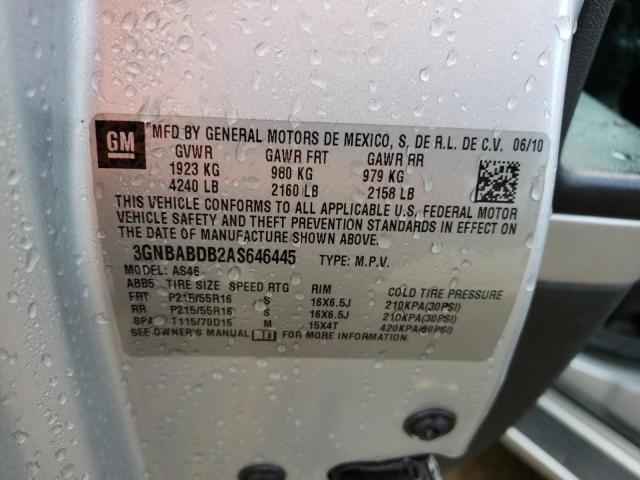 GM
MFD BY GENERAL MOTORS DE MEXICO, S, DE R.L. DE C.V. 06/10
GVWR GAWR FRT GAWR RR
1923 KG 980 KG 979 KG
4240 LB 2160 LB 2158 LB
THIS VEHICLE CONFORMS TO ALL APPLICABLE U.S. FEDERAL MOTOR
VEHICLE SAFETY AND THEFT PREVENTION STANDARDS IN EFFECT ON
THE DATE OF MANUFACTURE SHOWN ABOVE.
3GNBABDB2AS646445 TYPE: M.P.V.
MODEL: AS46
ABB5 TIRE SIZE SPEED RTG RIM COLD TIRE PRESSURE
FRT P215/55R16 S 16X6.5J 210KPA(30PSI)
RR P215/55R16 S 16X6.5J 210KPA(30PSI)
SPA T115/70D15 M 15X4T 420KPA(60PSI)
SEE OWNER'S MANUAL FOR MORE INFORMATION.